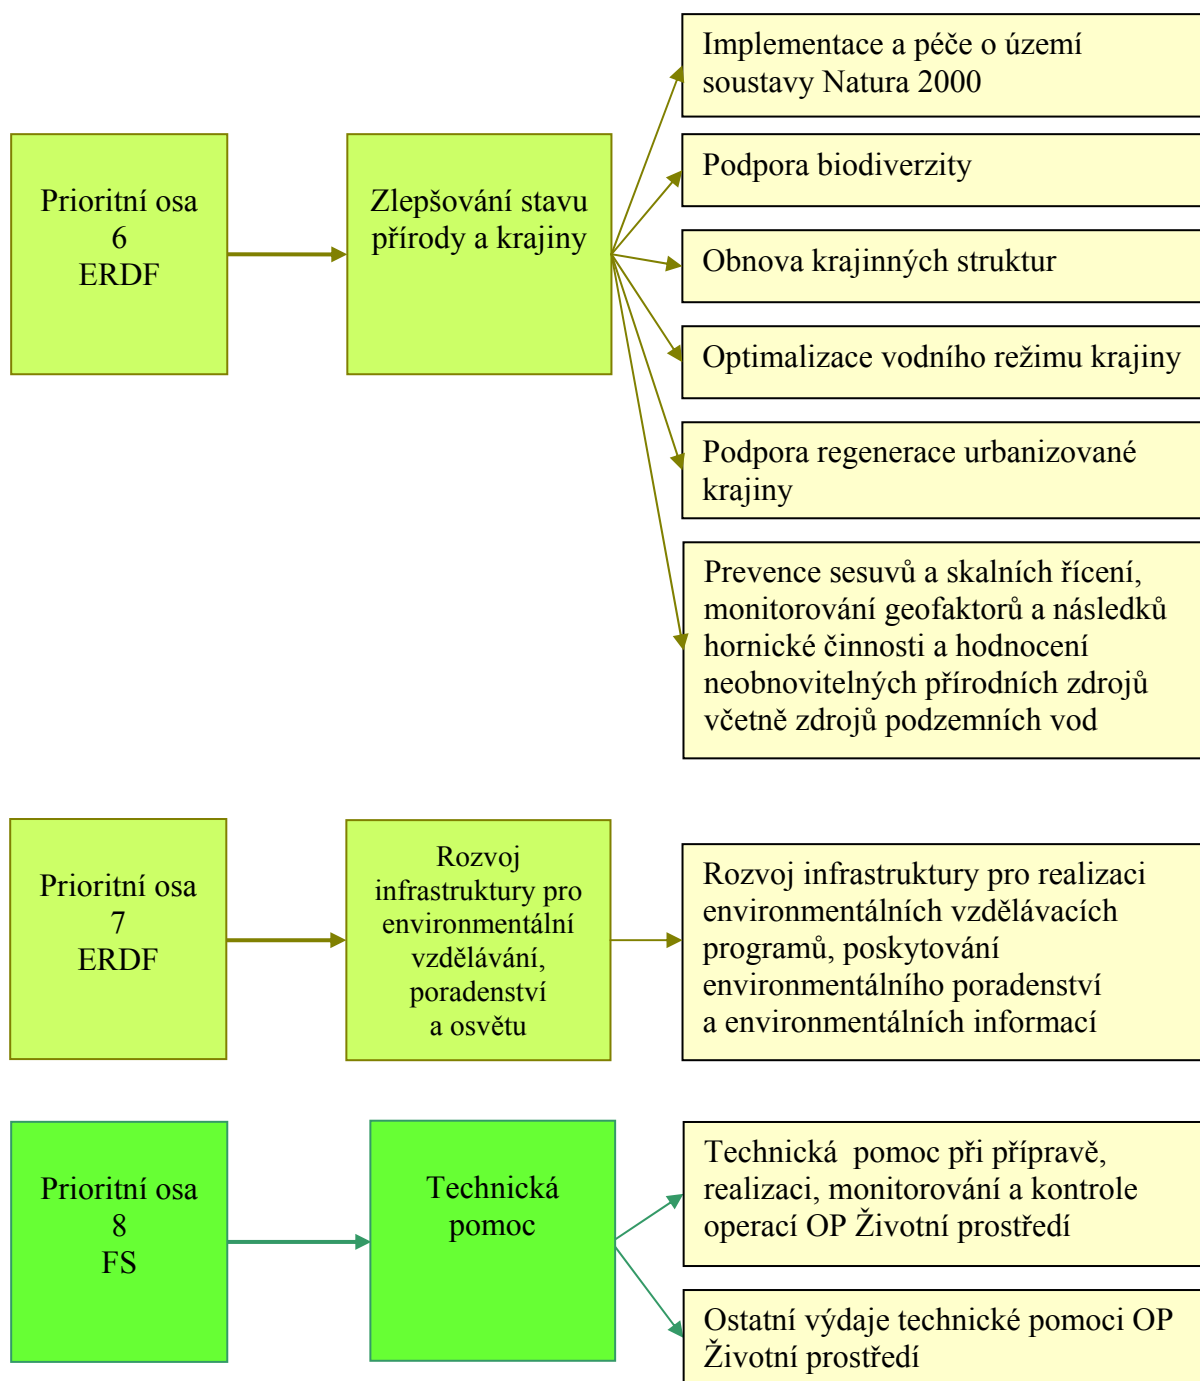 Prioritní osa
6
ERDF
Zlepšování stavu
přírody a krajiny
Implementace a péče o území
soustavy Natura 2000
Podpora biodiverzity
Obnova krajinných struktur
Optimalizace vodního režimu krajiny
Podpora regenerace urbanizované
krajiny
Prevence sesuvů a skalních řícení,
monitorování geofaktorů a následků
hornické činnosti a hodnocení
neobnovitelných přírodních zdrojů
včetně zdrojů podzemních vod
Prioritní osa
7
ERDF
Rozvoj
infrastruktury pro
environmentální
vzdělávání,
poradenství
a osvětu
Rozvoj infrastruktury pro realizaci
environmentálních vzdělávacích
programů, poskytování
environmentálního poradenství
a environmentálních informací
Prioritní osa
8
FS
Technická
pomoc
Technická  pomoc při přípravě,
realizaci, monitorování a kontrole
operací OP Životní prostředí
Ostatní výdaje technické pomoci OP
Životní prostředí